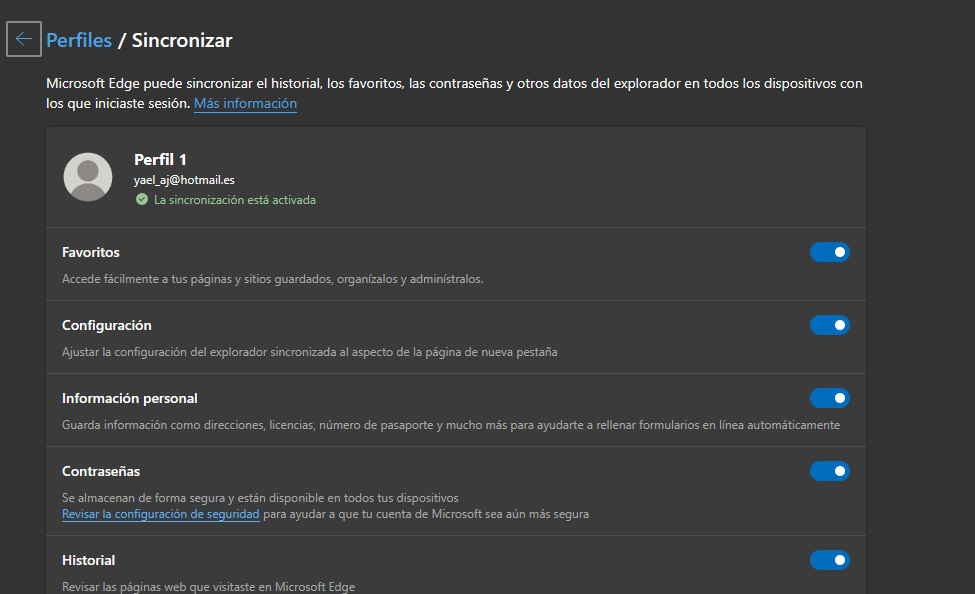 Perfiles / Sincronizar
Microsoft Edge puede sincronizar el historial, los favoritos, las contraseñas y otros datos del explorador en todos los dispositivos con
los que iniciaste sesión. Más información
Perfil 1
yael_aj@hotmail.es
La sincronización está activada
Favoritos
Accede fácilmente a tus páginas y sitios guardados, organízalos y adminístralos.
Configuración
Ajustar la configuración del explorador sincronizada al aspecto de la página de nueva pestaña
Información personal
Guarda información como direcciones, licencias, número de pasaporte y mucho más para ayudarte a rellenar formularios en línea automáticamente
Contraseñas
Se almacenan de forma segura y están disponible en todos tus dispositivos
Revisar la configuración de seguridad para ayudar a que tu cuenta de Microsoft sea aún más segura
Historial
Revisar las páginas web que visitaste en Microsoft Edge